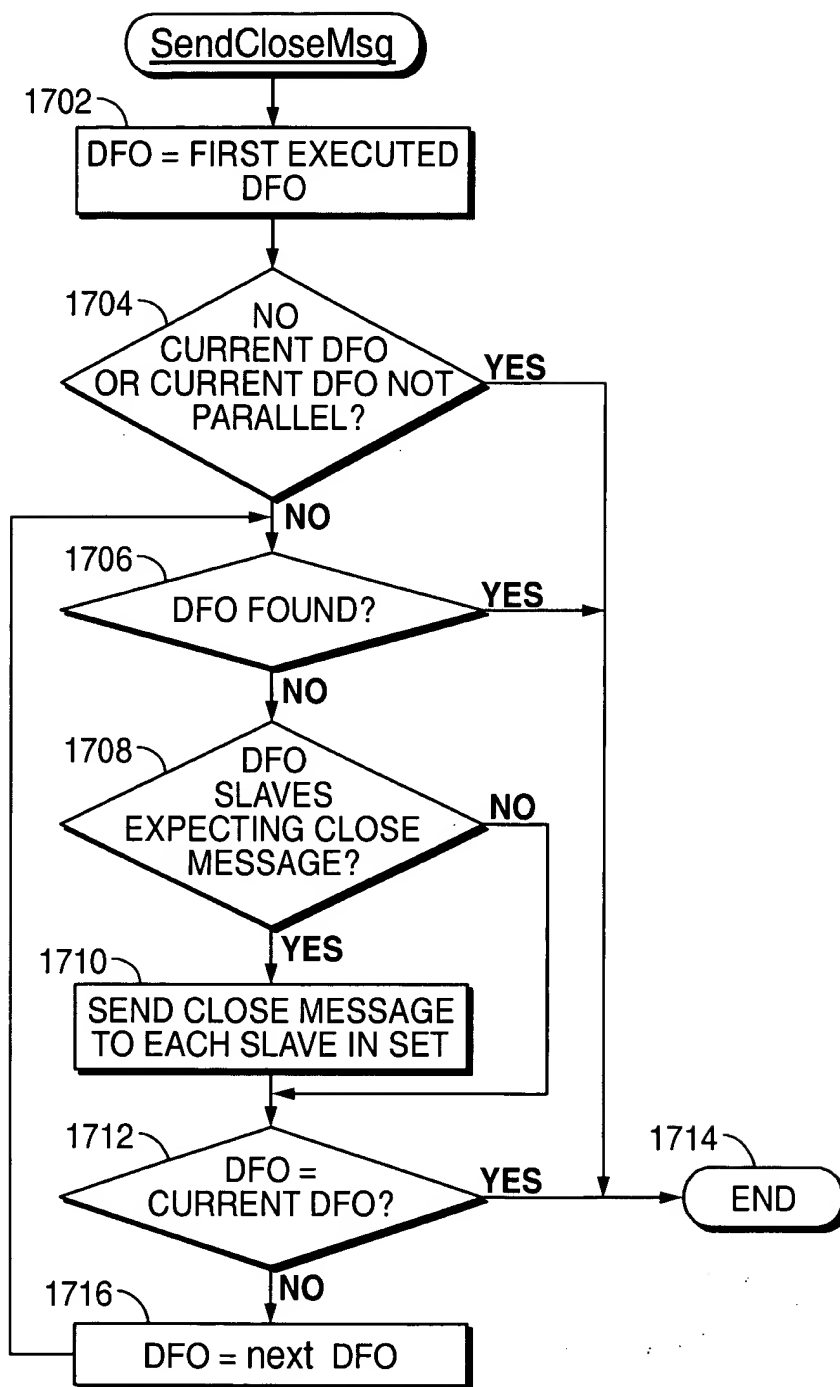 SendCloseMsg
1702
DFO = FIRST EXECUTED
DFO
1704
NO
CURRENT DFO
OR CURRENT DFO NOT
PARALLEL?
YES
NO
1706
DFO FOUND?
YES
NO
1708
DFO
SLAVES
EXPECTING CLOSE
MESSAGE?
NO
YES
1710
SEND CLOSE MESSAGE
TO EACH SLAVE IN SET
1712
DFO =
CURRENT DFO?
YES
1714
END
NO
1716
DFO = next DFO